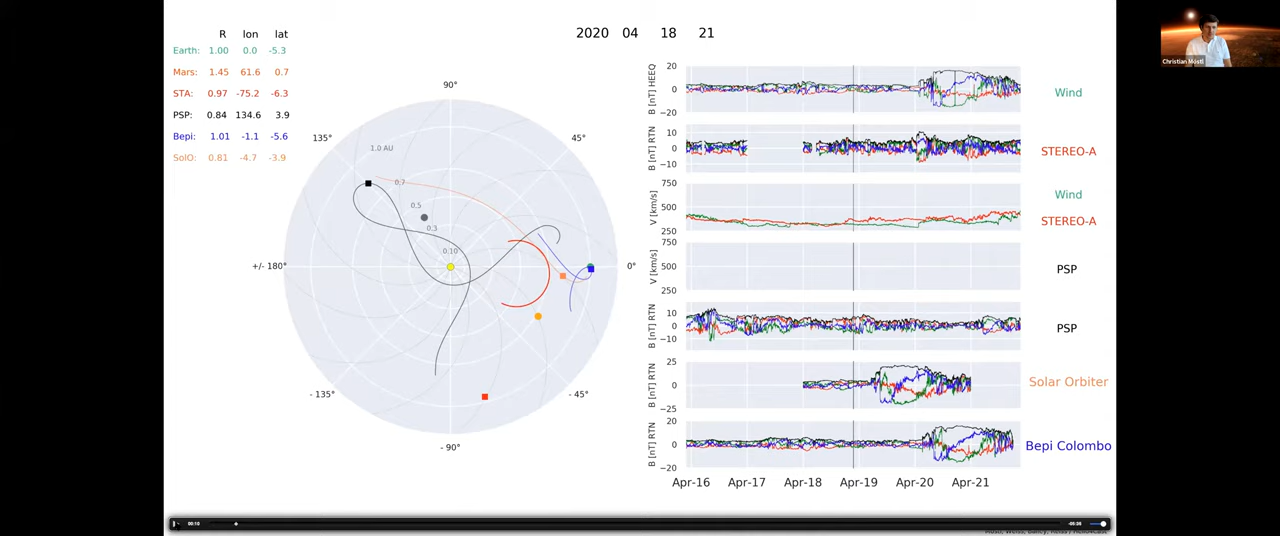 2020 04 18 21
R lon lat
Earth: 1.00 0.0 -5.3
Mars: 1.45 61.6 0.7
STA: 0.97 -75.2 -6.3
PSP: 0.84 134.6 3.9
Bepi: 1.01 -1.1 -5.6
SolO: 0.81 -4.7 -3.9
90°
135°
45°
1.0 AU
0.7
0.5
0.3
0.10
+/- 180°
0°
- 135°
- 45°
- 90°
B [nT] HEEQ
20
0
−20
Wind
B [nT] RTN
10
0
−10
STEREO-A
V [km/s]
750
500
250
Wind
STEREO-A
V [km/s]
750
500
250
PSP
B [nT] RTN
10
0
−10
PSP
B [nT] RTN
25
0
−25
Solar Orbiter
B [nT] RTN
20
0
−20
Bepi Colombo
Apr-16 Apr-17 Apr-18 Apr-19 Apr-20 Apr-21
Christian Möstl
00:10